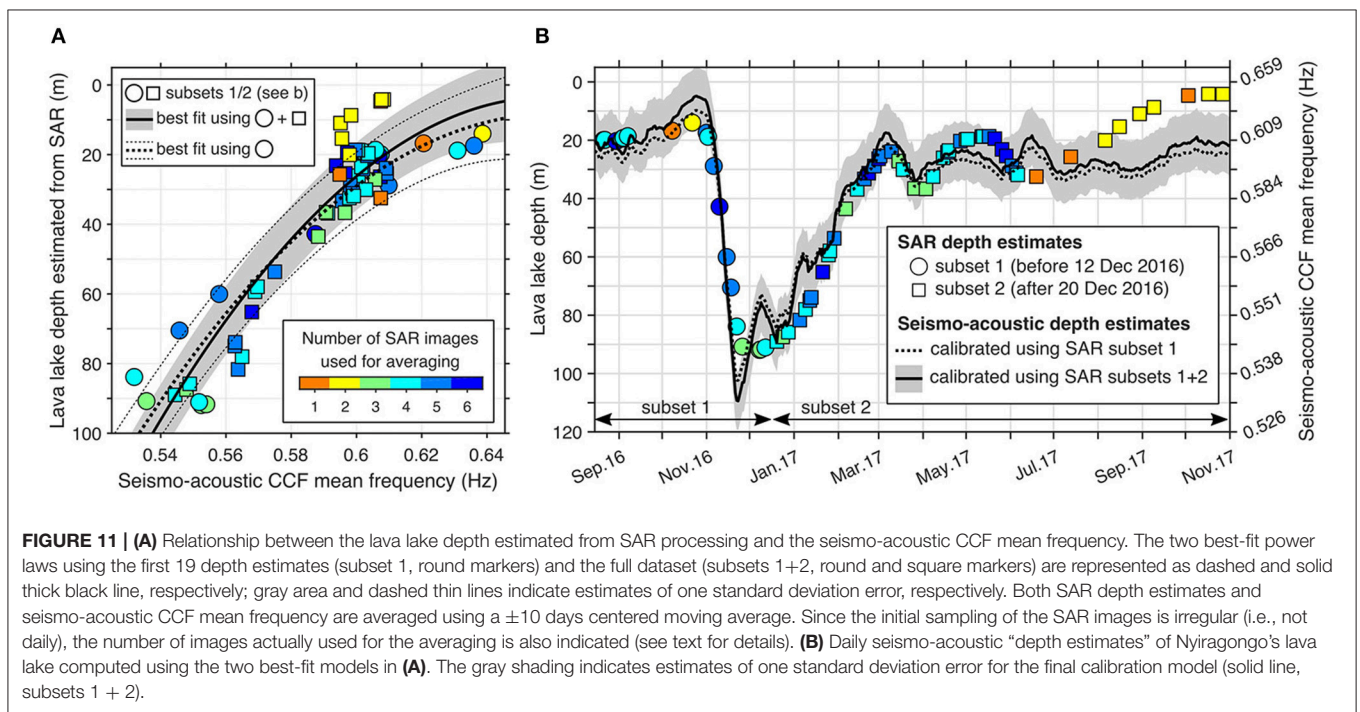 A
Lava lake depth estimated from SAR (m)
0
20
40
60
80
100
subsets 1/2 (see b)
best fit using + 
best fit using
Number of SAR images
used for averaging
1 2 3 4 5 6
0.54 0.56 0.58 0.6 0.62 0.64
Seismo-acoustic CCF mean frequency (Hz)
B
Lava lake depth (m)
0
20
40
60
80
100
120
SAR depth estimates
subset 1 (before 12 Dec 2016)
subset 2 (after 20 Dec 2016)
Seismo-acoustic depth estimates
calibrated using SAR subset 1
calibrated using SAR subsets 1+2
subset 1 subset 2
Sep.16 Nov.16 Jan.17 Mar.17 May.17 Jul.17 Sep.17 Nov.17
0.659
0.609
0.584
0.566
0.551
0.538
0.526
Seismo-acoustic CCF mean frequency (Hz)
FIGURE 11 | (A) Relationship between the lava lake depth estimated from SAR processing and the seismo-acoustic CCF mean frequency. The two best-fit power
laws using the first 19 depth estimates (subset 1, round markers) and the full dataset (subsets 1+2, round and square markers) are represented as dashed and solid
thick black line, respectively; gray area and dashed thin lines indicate estimates of one standard deviation error, respectively. Both SAR depth estimates and
seismo-acoustic CCF mean frequency are averaged using a ±10 days centered moving average. Since the initial sampling of the SAR images is irregular (i.e., not
daily), the number of images actually used for the averaging is also indicated (see text for details). (B) Daily seismo-acoustic “depth estimates” of Nyiragongo’s lava
lake computed using the two best-fit models in (A). The gray shading indicates estimates of one standard deviation error for the final calibration model (solid line,
subsets 1 + 2).